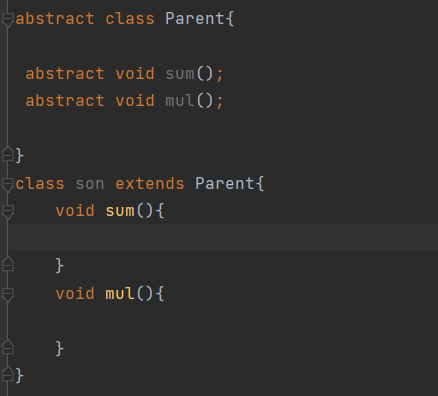 abstract class Parent{
abstract void sum();
abstract void mul();
}
class son extends Parent{
void sum(){
}
void mul(){
}
}